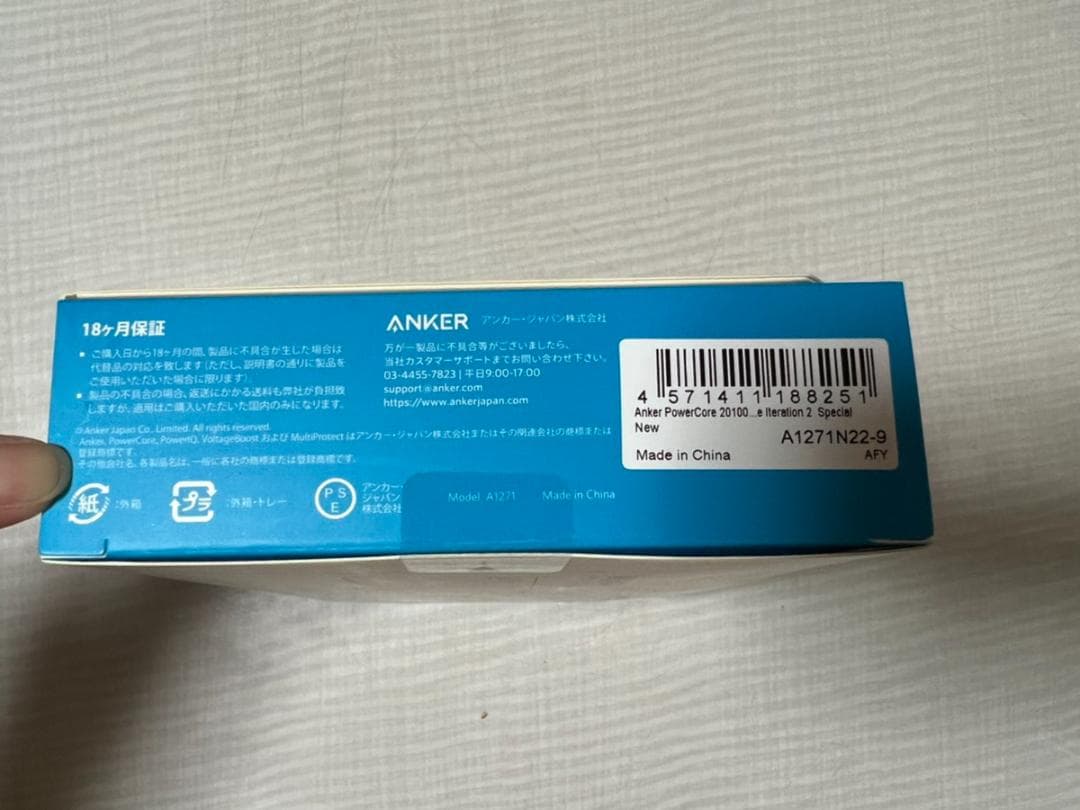 18ヶ月保証
▪ ご購入日から18ヶ月の間、製品に不具合が生じた場合は
代替品の対応を致します(ただし、説明書の通りに製品を
ご使用いただいた場合に限ります)。
▪ 製品の不具合の場合、返送にかかる送料も弊社が負担致
しますが、適用はご購入いただいた国内のみになります。
©Anker Japan Co., Limited. All rights reserved.
Anker, PowerCore, PowerIQ, VoltageBoost および MultiProtect はアンカー・ジャパン株式会社またはその関連会社の商標または
登録商標です。
その他会社名、各製品名は、一般に各社の商標または登録商標です。
紙 :外箱
プラ :外箱・トレー
PSE
アンカー・
ジャパン
株式会社
ANKER アンカー・ジャパン株式会社
万が一製品に不具合等がございましたら、
当社カスタマーサポートまでお問い合わせ下さい。
03-4455-7823 | 平日9:00-17:00
support@anker.com
https://www.ankerjapan.com
Model A1271 Made in China
4 571411 188251
Anker PowerCore 20100...e Iteration 2 Special
New
A1271N22-9
Made in China
AFY